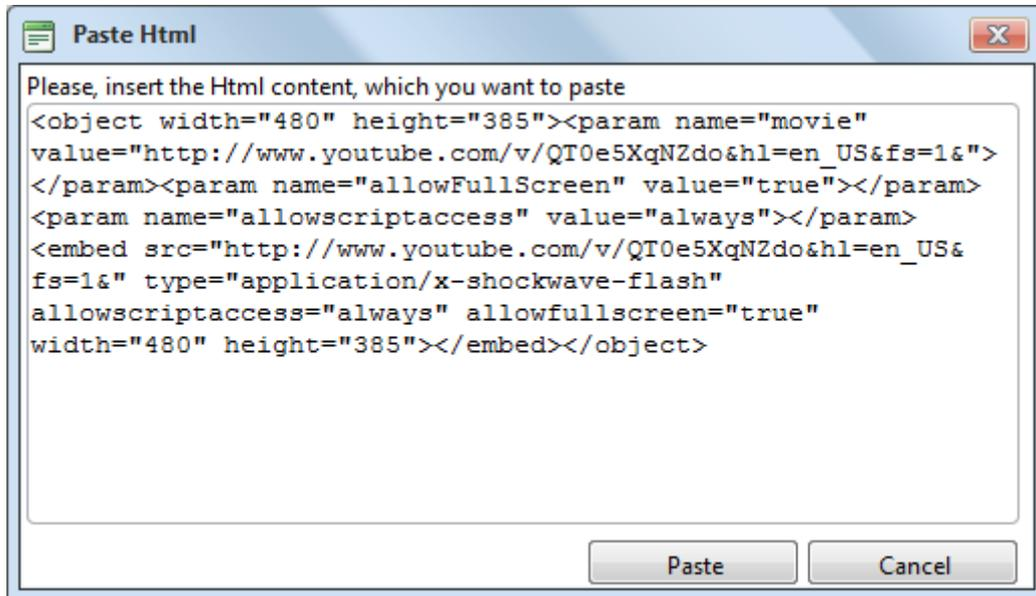 Paste Html
Please, insert the Html content, which you want to paste
<object width="480" height="385"><param name="movie"
value="http://www.youtube.com/v/QT0e5XqNZdo&hl=en_US&fs=1&">
</param><param name="allowFullScreen" value="true"></param>
<param name="allowscriptaccess" value="always"></param>
<embed src="http://www.youtube.com/v/QT0e5XqNZdo&hl=en_US&
fs=1&" type="application/x-shockwave-flash"
allowscriptaccess="always" allowfullscreen="true"
width="480" height="385"></embed></object>
Paste Cancel